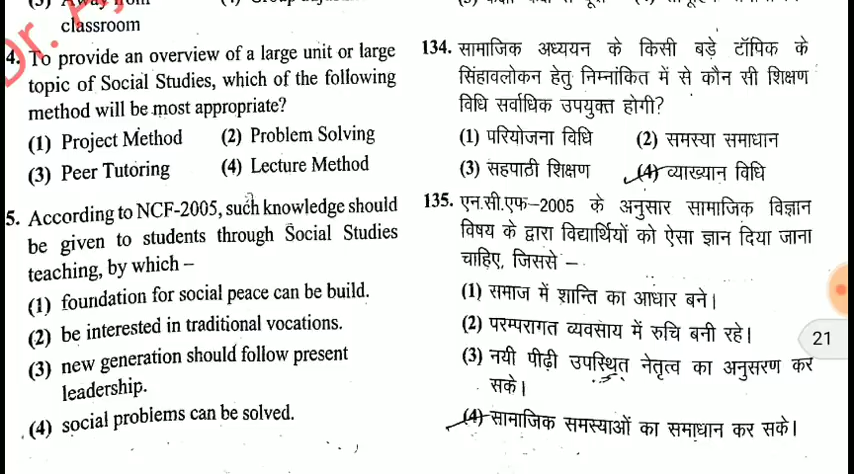 classroom
4. To provide an overview of a large unit or large
topic of Social Studies, which of the following
method will be most appropriate?
(1) Project Method (2) Problem Solving
(3) Peer Tutoring (4) Lecture Method
5. According to NCF-2005, such knowledge should
be given to students through Social Studies
teaching, by which –
(1) foundation for social peace can be build.
(2) be interested in traditional vocations.
(3) new generation should follow present
leadership.
(4) social problems can be solved.
134. सामाजिक अध्ययन के किसी बड़े टॉपिक के
सिंहावलोकन हेतु निम्नांकित में से कौन सी शिक्षण
विधि सर्वाधिक उपयुक्त होगी?
(1) परियोजना विधि (2) समस्या समाधान
(3) सहपाठी शिक्षण (4) व्याख्यान विधि
135. एन.सी.एफ–2005 के अनुसार सामाजिक विज्ञान
विषय के द्वारा विद्यार्थियों को ऐसा ज्ञान दिया जाना
चाहिए, जिससे –
(1) समाज में शान्ति का आधार बने।
(2) परम्परागत व्यवसाय में रुचि बनी रहे।
(3) नयी पीढ़ी उपस्थित नेतृत्व का अनुसरण कर
सके।
(4) सामाजिक समस्याओं का समाधान कर सके।
21